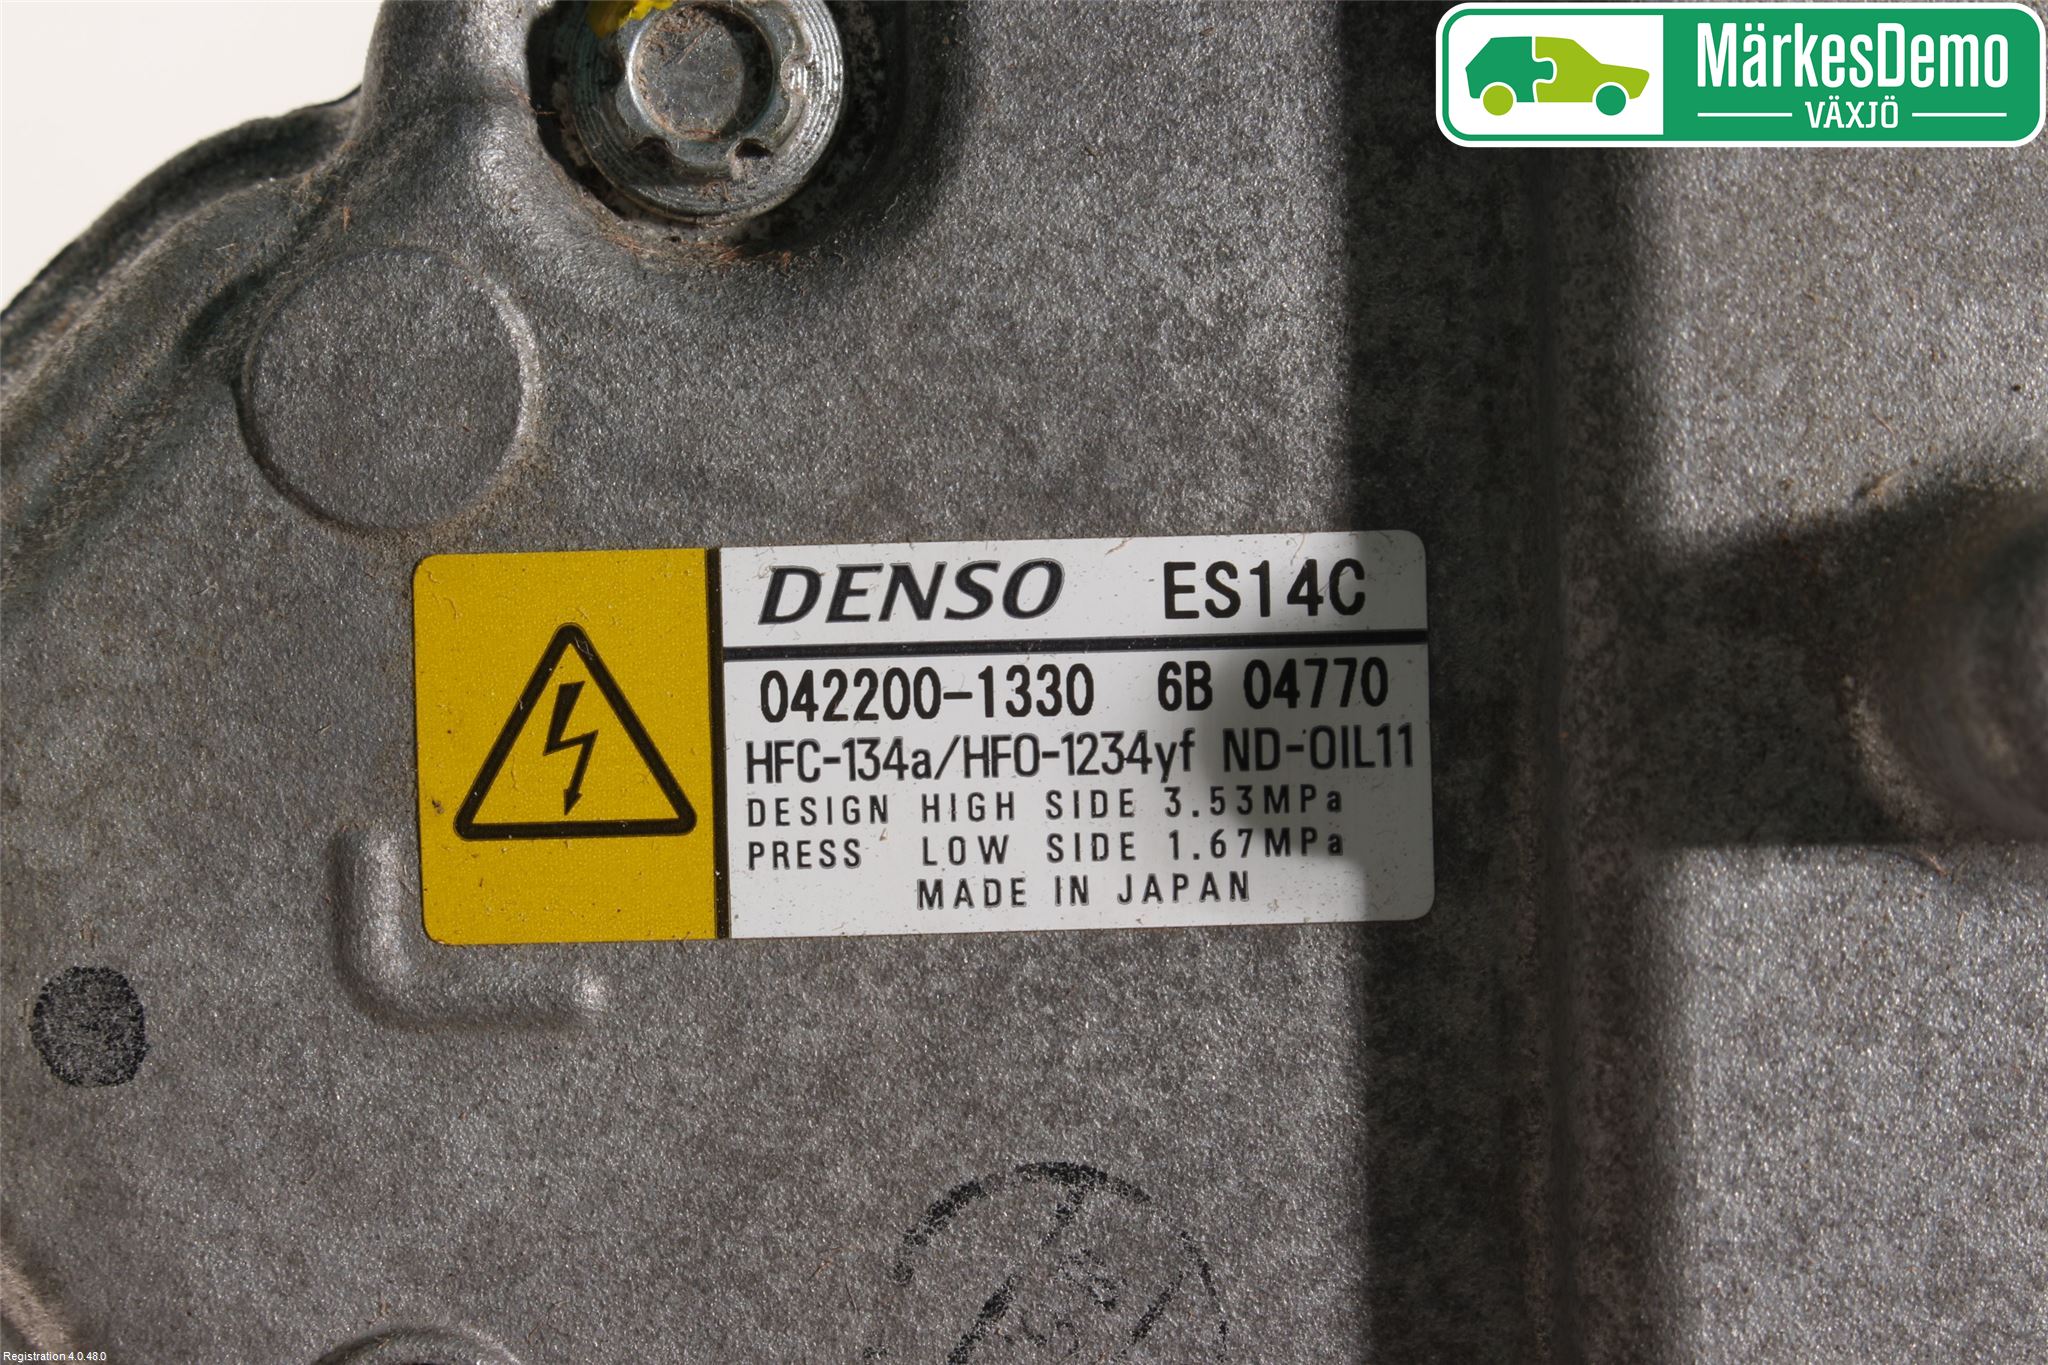 MärkesDemo
VÄXJÖ
DENSO ES14C
042200-1330 6B 04770
HFC-134a/HFO-1234yf ND-OIL11
DESIGN HIGH SIDE 3.53MPa
PRESS LOW SIDE 1.67MPa
MADE IN JAPAN
Registration 4.0.48.0